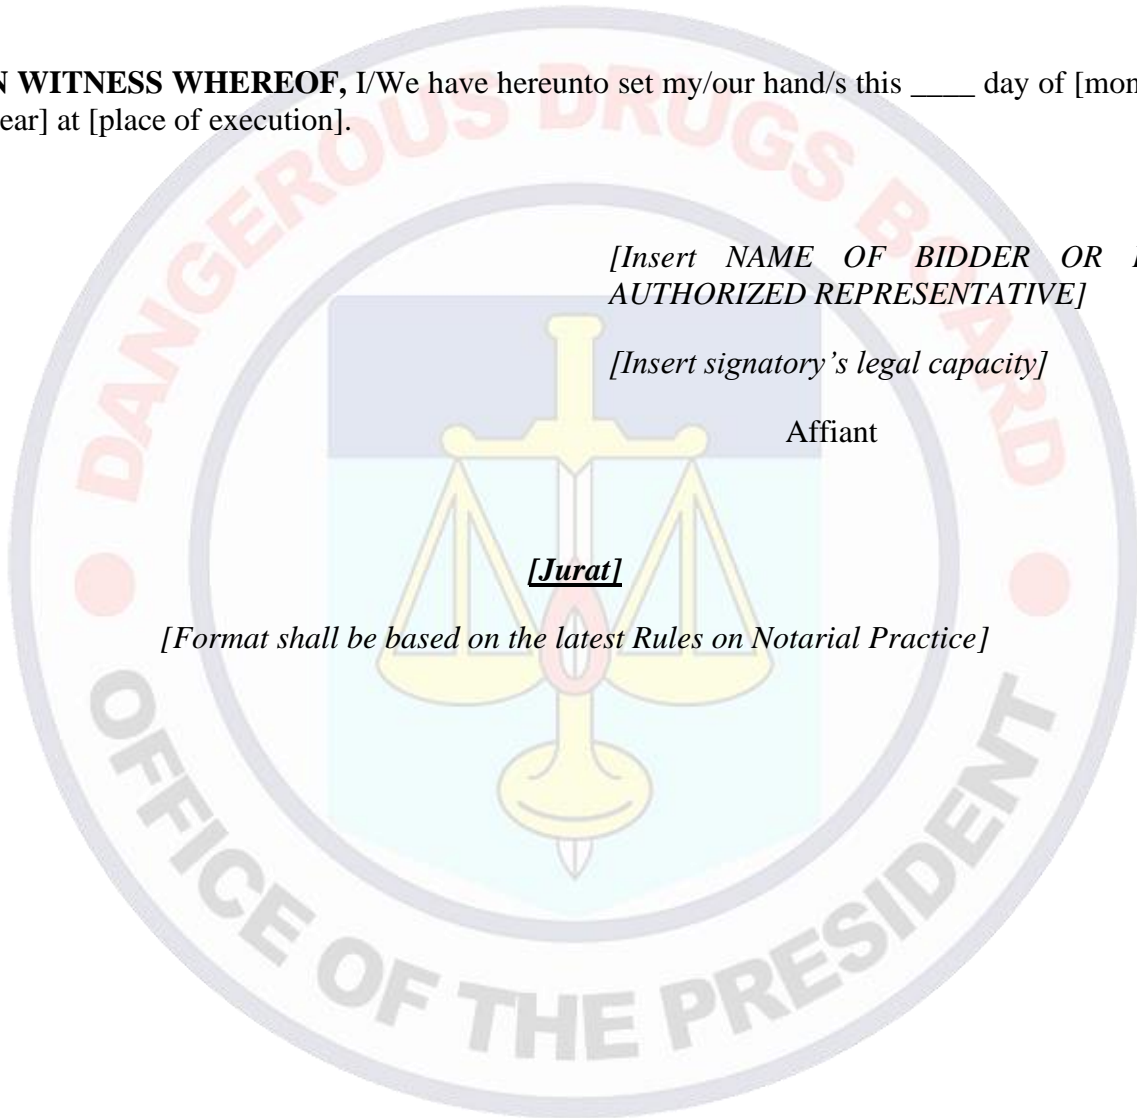 N WITNESS WHEREOF, I/We have hereunto set my/our hand/s this ____ day of [mon
ear] at [place of execution].
[Insert NAME OF BIDDER OR I
AUTHORIZED REPRESENTATIVE]
[Insert signatory’s legal capacity]
Affiant
[Jurat]
[Format shall be based on the latest Rules on Notarial Practice]
DANGEROUS DRUGS BOARD
OFFICE OF THE PRESIDENT